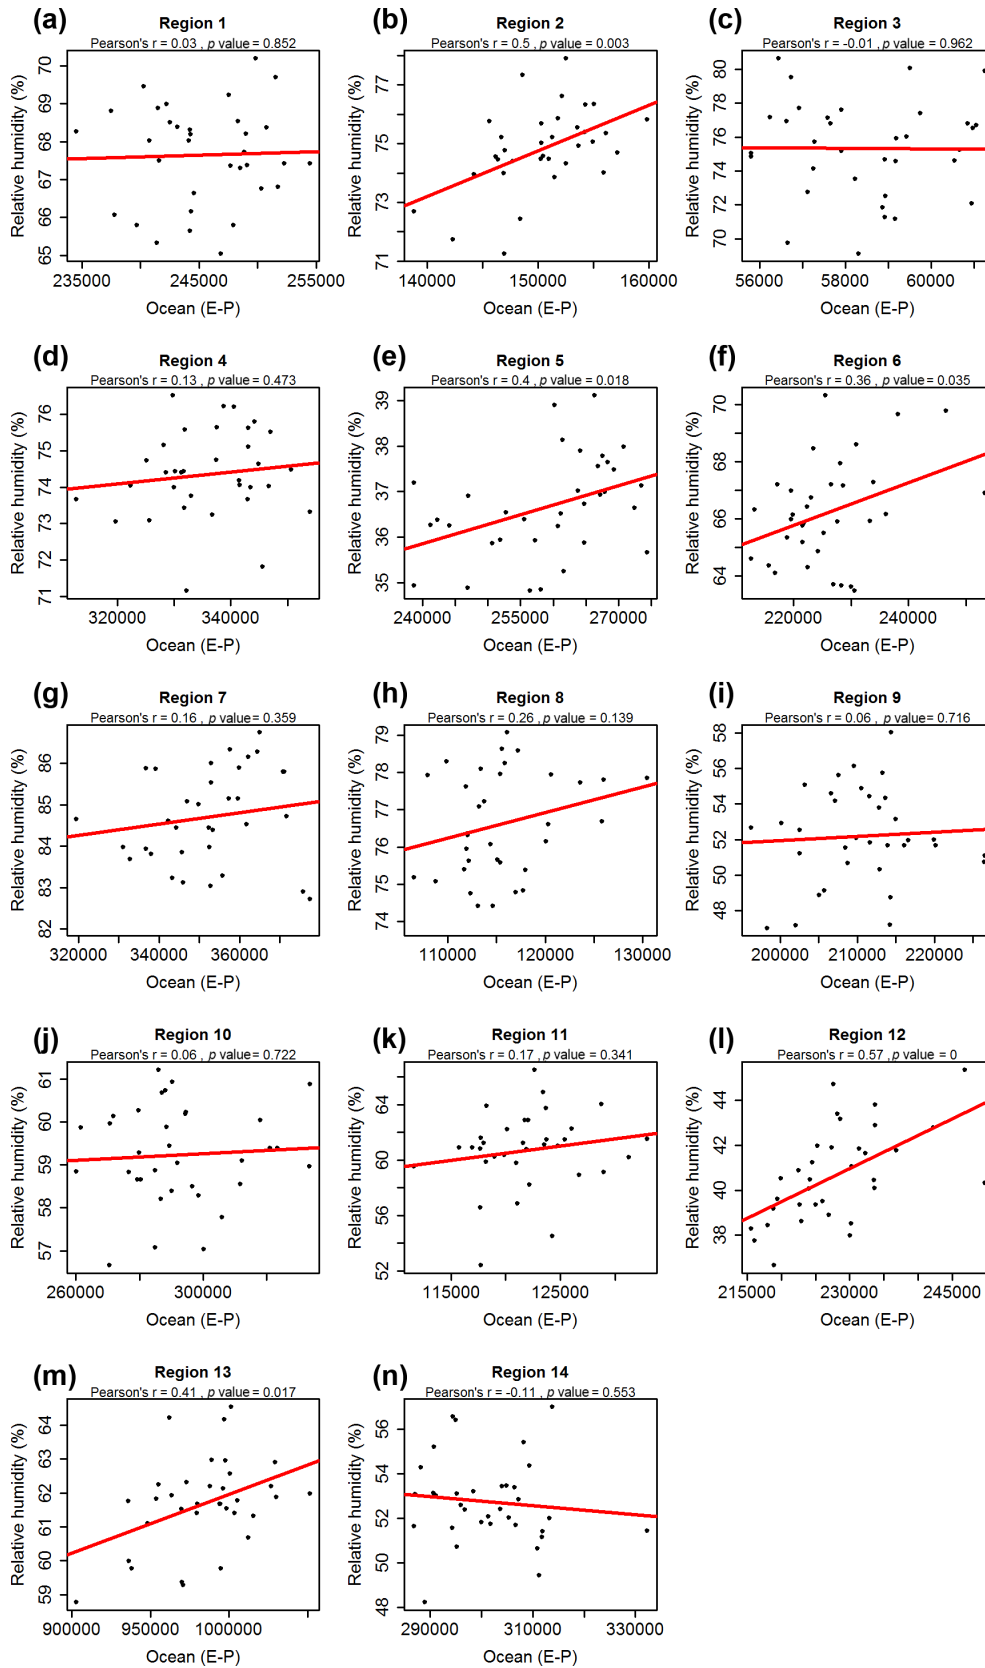 (a) Region 1 (b) Region 2 (c) Region 3
Pearson's r = 0.03 , p value = 0.852 Pearson's r = 0.5 , p value = 0.003 Pearson's r = -0.01 , p value = 0.962
Relative humidity (%) 65 66 67 68 69 70
235000 245000 255000
Ocean (E-P)
Relative humidity (%) 71 73 75 77
140000 150000 160000
Ocean (E-P)
Relative humidity (%) 70 72 74 76 78 80
56000 58000 60000
Ocean (E-P)
(d) Region 4 (e) Region 5 (f) Region 6
Pearson's r = 0.13 , p value = 0.473 Pearson's r = 0.4 , p value = 0.018 Pearson's r = 0.36 , p value = 0.035
Relative humidity (%) 71 72 73 74 75 76
320000 340000
Ocean (E-P)
Relative humidity (%) 35 36 37 38 39
240000 255000 270000
Ocean (E-P)
Relative humidity (%) 64 66 68 70
220000 240000
Ocean (E-P)
(g) Region 7 (h) Region 8 (i) Region 9
Pearson's r = 0.16 , p value= 0.359 Pearson's r = 0.26 , p value = 0.139 Pearson's r = 0.06 , p value = 0.716
Relative humidity (%) 82 83 84 85 86
320000 340000 360000
Ocean (E-P)
Relative humidity (%) 74 75 76 77 78 79
110000 120000 130000
Ocean (E-P)
Relative humidity (%) 48 50 52 54 56 58
200000 210000 220000
Ocean (E-P)
(j) Region 10 (k) Region 11 (l) Region 12
Pearson's r = 0.06 , p value= 0.722 Pearson's r = 0.17 , p value = 0.341 Pearson's r = 0.57 , p value = 0
Relative humidity (%) 57 58 59 60 61
260000 300000
Ocean (E-P)
Relative humidity (%) 52 56 60 64
115000 125000
Ocean (E-P)
Relative humidity (%) 38 40 42 44
215000 230000 245000
Ocean (E-P)
(m) Region 13 (n) Region 14
Pearson's r = 0.41 , p value = 0.017 Pearson's r = -0.11 , p value = 0.553
Relative humidity (%) 59 60 61 62 63 64
900000 950000 1000000
Ocean (E-P)
Relative humidity (%) 48 50 52 54 56
290000 310000 330000
Ocean (E-P)